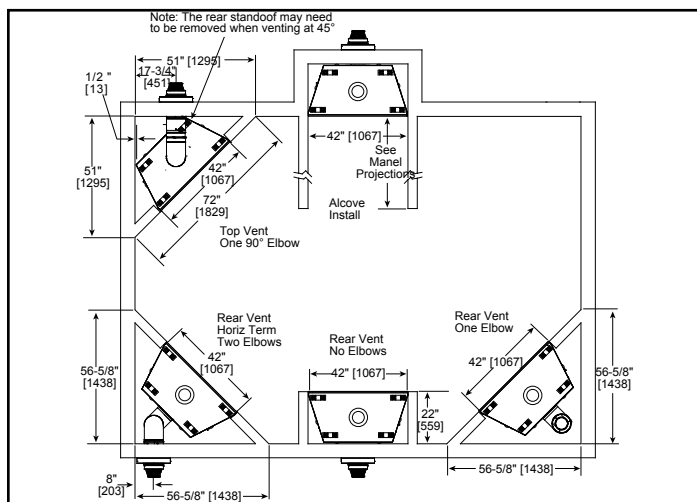 Note: The rear standoof may need
to be removed when venting at 45°
51" [1295]
17-3/4"
[451]
1/2 "
[13]
51"
[1295]
42"
[1067]
72"
[1829]
Top Vent
One 90° Elbow
42" [1067]
See
Manel
Projections
Alcove
Install
Rear Vent
Horiz Term
Two Elbows
42"
[1067]
56-5/8"
[1438]
8"
[203]
56-5/8" [1438]
Rear Vent
No Elbows
42" [1067]
22"
[559]
Rear Vent
One Elbow
42"
[1067]
56-5/8"
[1438]
56-5/8" [1438]